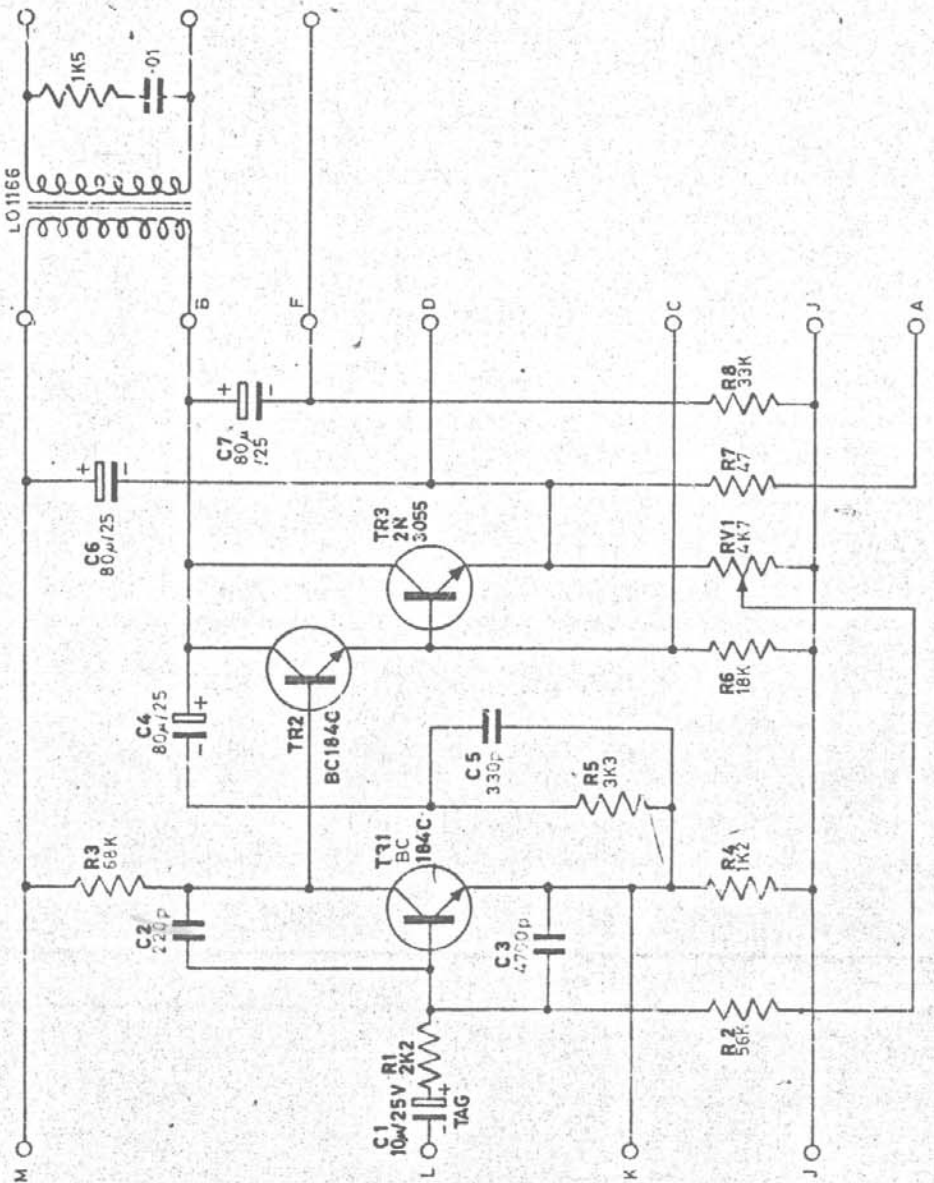 M
L
K
J
C1
10µ/25V
TAG
R1
2K2
C2
220p
R3
68K
TR1
BC
184C
C3
4700p
R2
56K
R4
1K2
R5
3K3
C5
330p
C4
80µ/25
TR2
BC184C
R6
18K
TR3
2N
3055
RV1
4K7
R7
47
R8
33K
C6
80µ/25
C7
80µ
/25
F
D
C
J
A
LO1166
1K5
·01